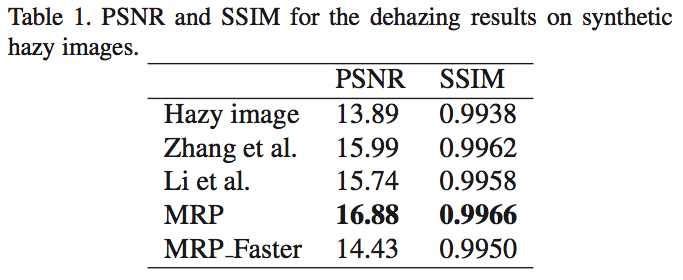 Table 1. PSNR and SSIM for the dehazing results on synthetic
hazy images.
PSNR SSIM
Hazy image 13.89 0.9938
Zhang et al. 15.99 0.9962
Li et al. 15.74 0.9958
MRP 16.88 0.9966
MRP_Faster 14.43 0.9950